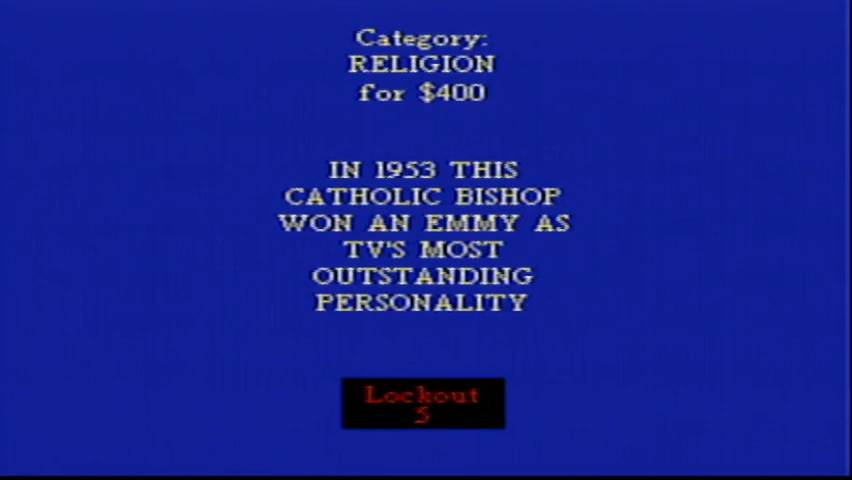 Category:
RELIGION
for $400
IN 1953 THIS
CATHOLIC BISHOP
WON AN EMMY AS
TV'S MOST
OUTSTANDING
PERSONALITY
Lockout
5